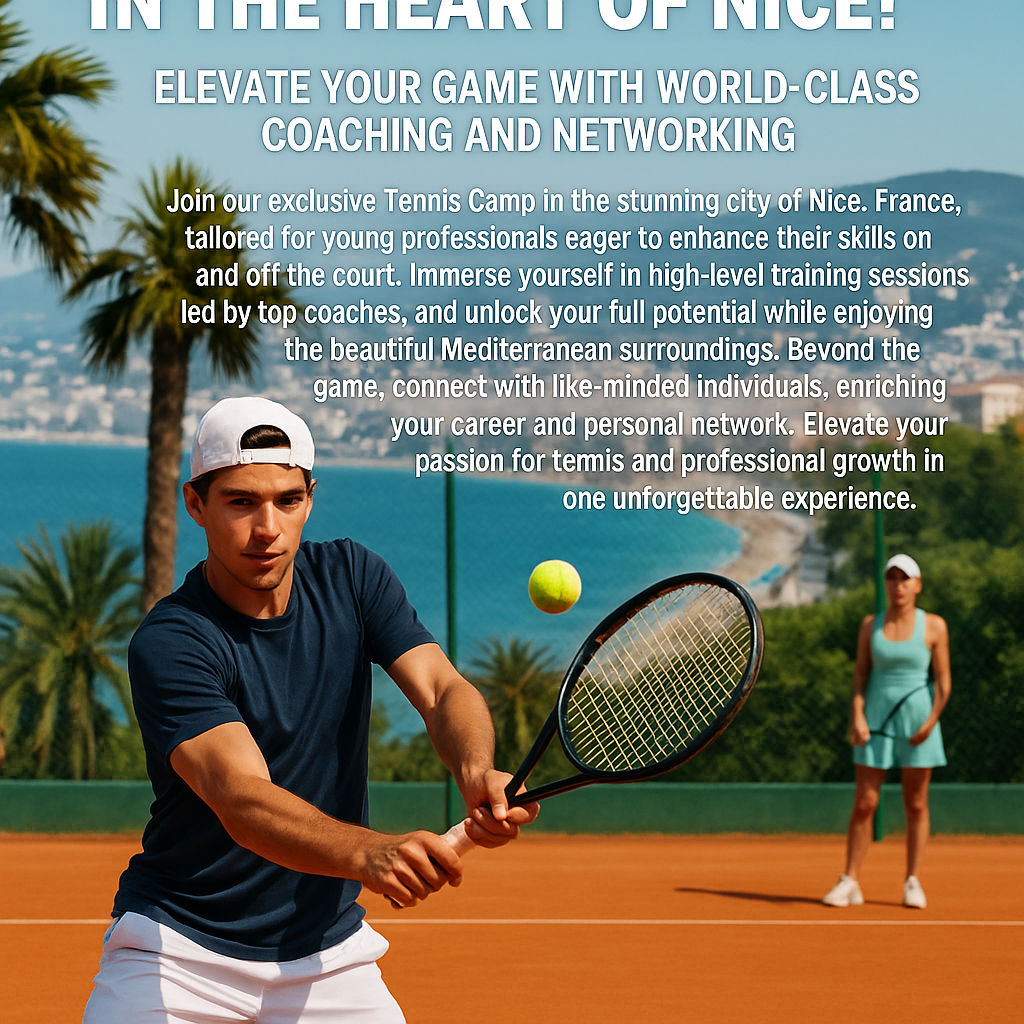 IN THE HEART OF NICE!
ELEVATE YOUR GAME WITH WORLD-CLASS
COACHING AND NETWORKING
Join our exclusive Tennis Camp in the stunning city of Nice. France,
tailored for young professionals eager to enhance their skills on
and off the court. Immerse yourself in high-level training sessions
led by top coaches, and unlock your full potential while enjoying
the beautiful Mediterranean surroundings. Bevond the
game, connect with like-minded individuals, enriching
your career and personal network. Elevate your
passion for temis and professional growth in
one unforgettable experience.